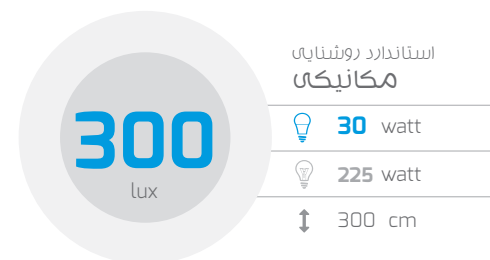 استاندارد روشنایی
مکانیکی
300
lux
30 watt
225 watt
300 cm